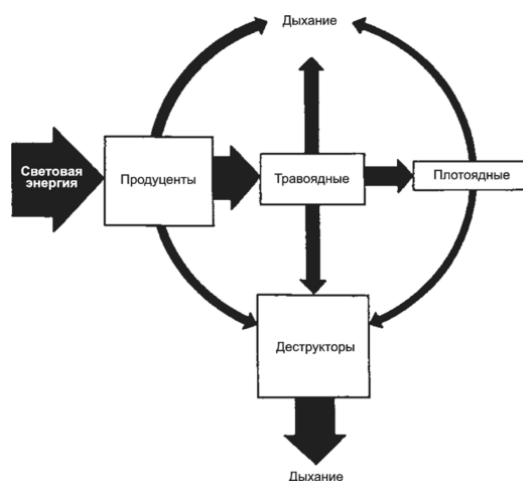 Дыхание
Световая
энергия
Продуценты
Травоядные
Плотоядные
Деструкторы
Дыхание